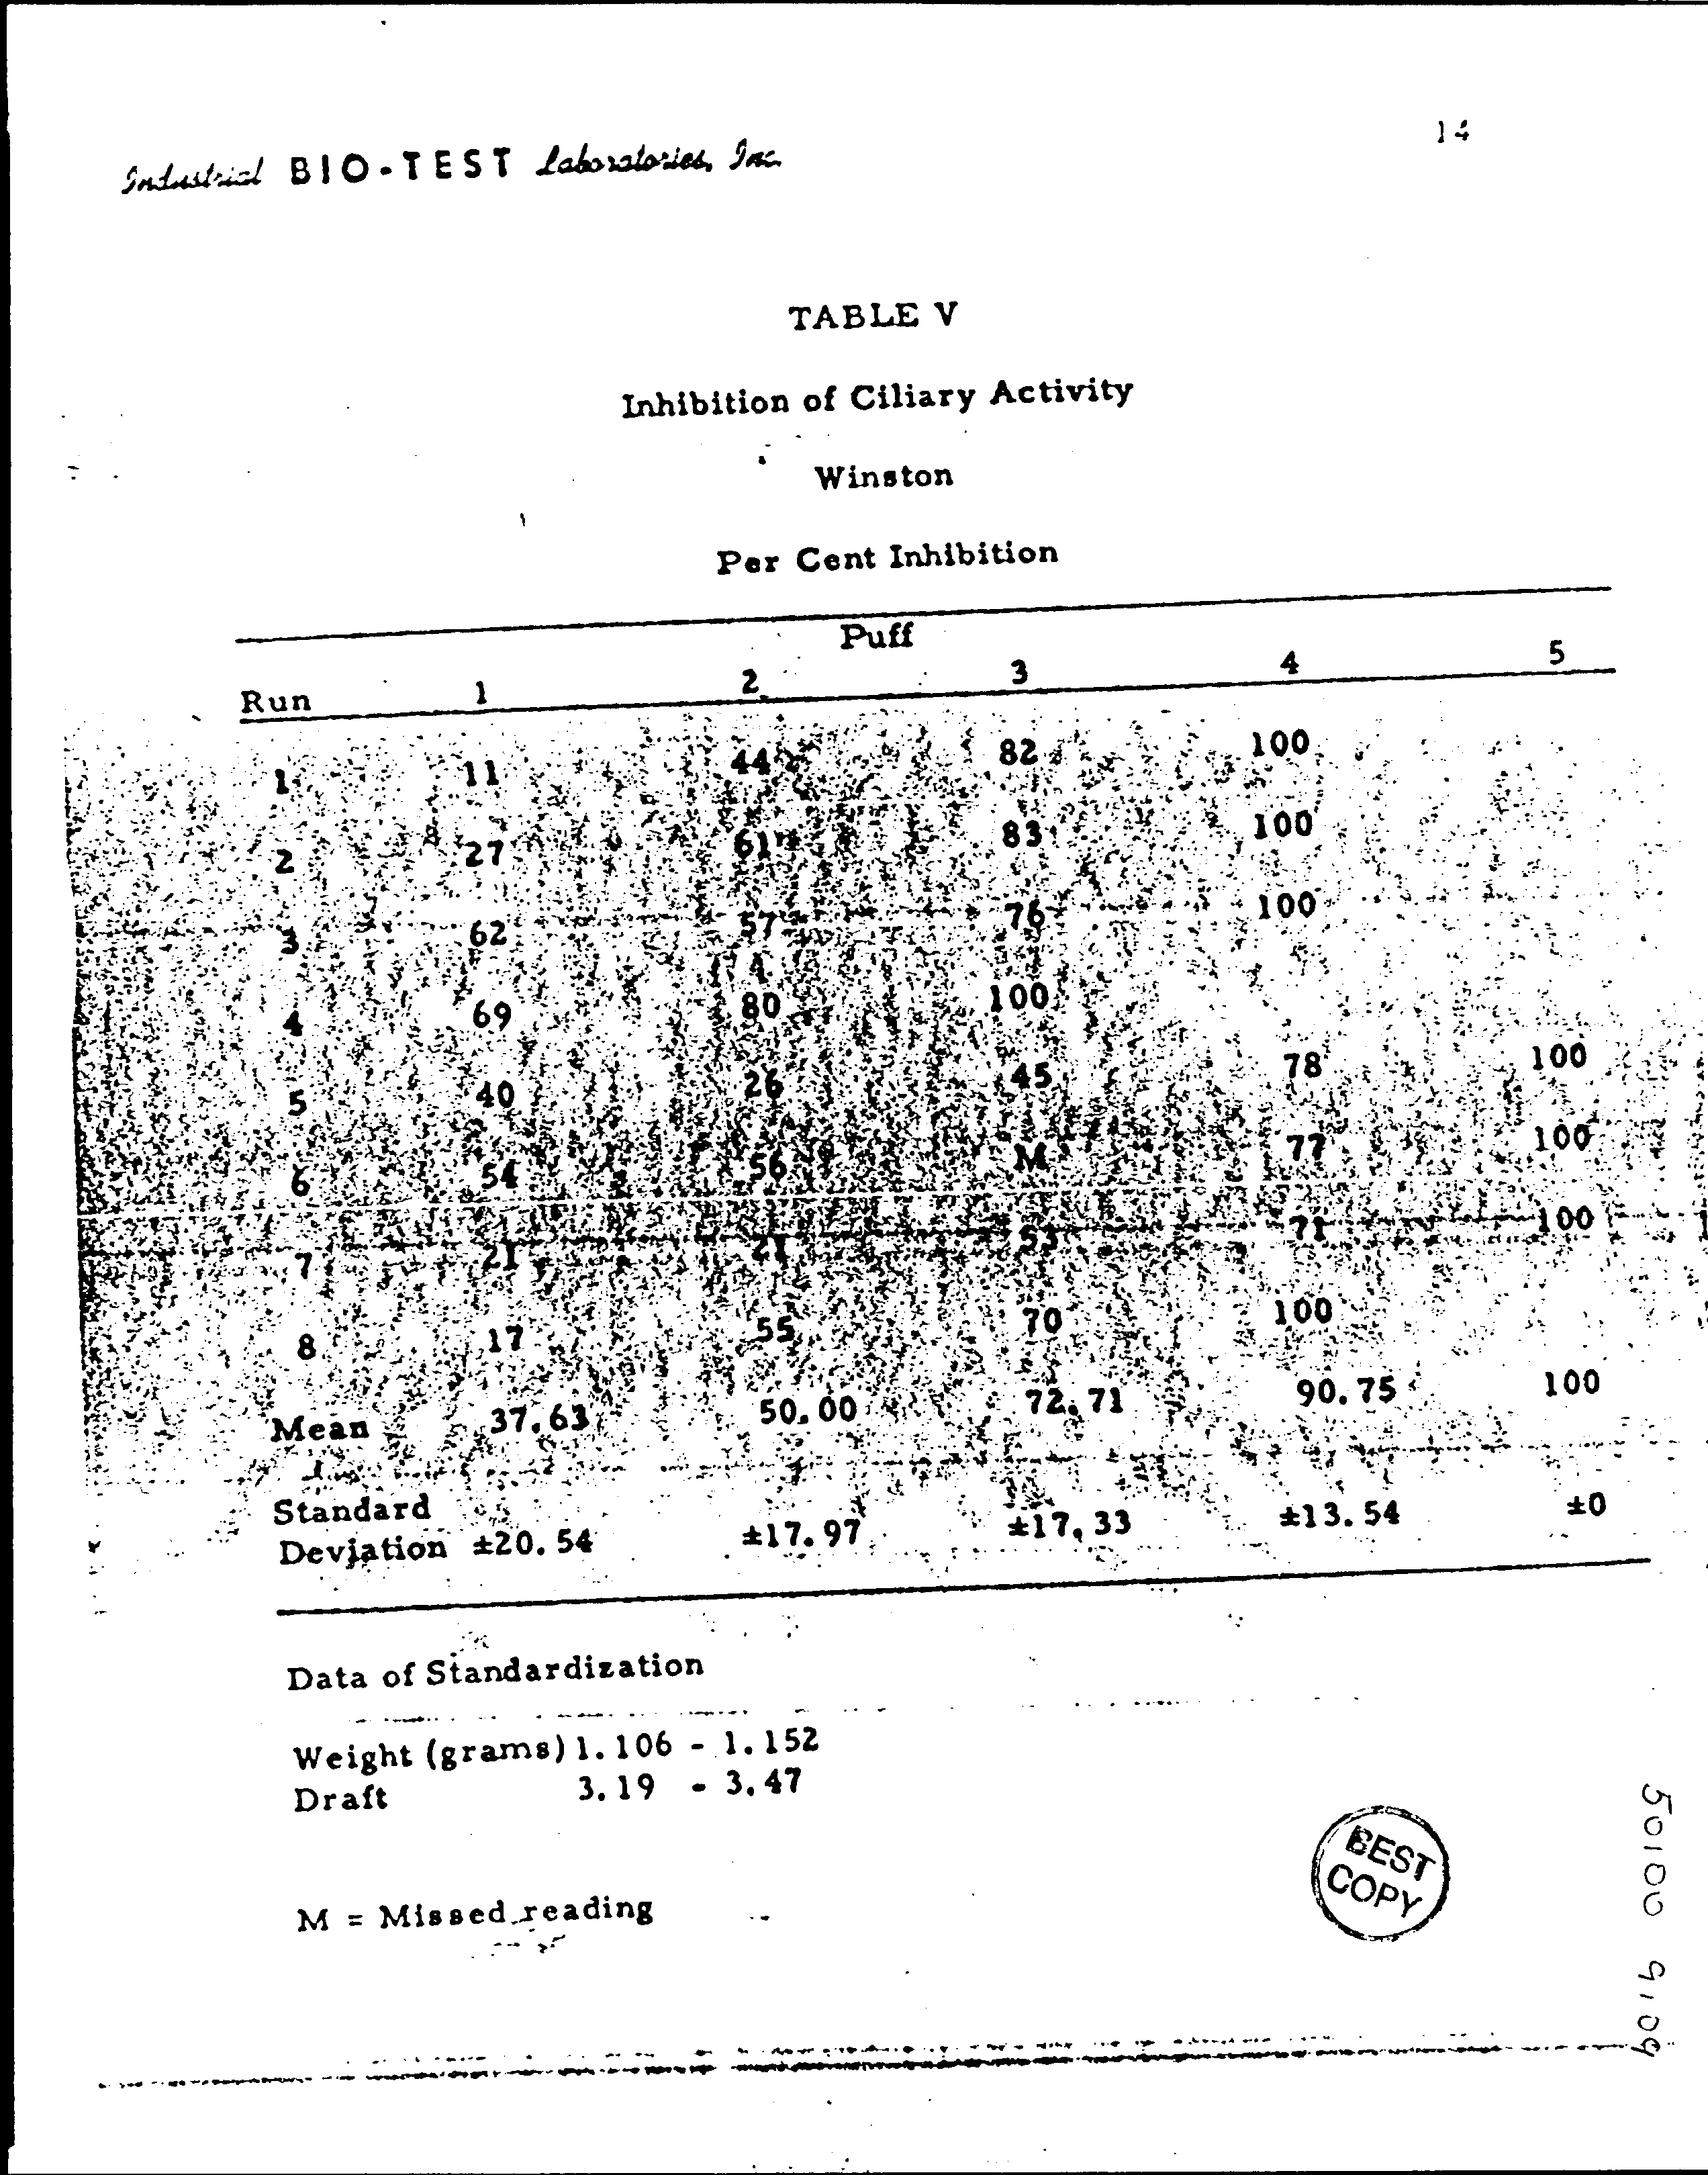 14
Industrial BIO-TEST Laboratories, Inc.
TABLE V
Inhibition of Ciliary Activity
Winston
Per Cent Inhibition
Puff
Run 1 2 3 4 5
1 11 44 82 100
2 27 61 83 100
3 62 57 76 100
4 69 80 100
5 40 26 45 78 100
6 54 56 M 77 100
7 21 21 53 71 100
8 17 55 70 100
Mean 37.63 50.00 72.71 90.75 100
Standard
Deviation ±20.54 ±17.97 ±17.33 ±13.54 ±0
Data of Standardization
Weight (grams) 1.106 - 1.152
Draft 3.19 - 3.47
M = Missed reading
BEST
COPY
50100 9109